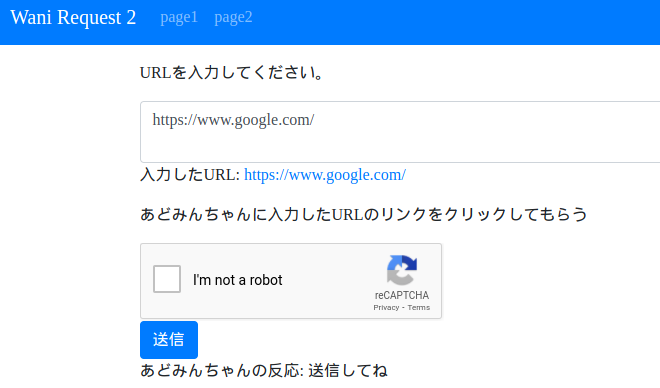 Wani Request 2 page1 page2
URLを入力してください。
https://www.google.com/
入力したURL: https://www.google.com/
あどみんちゃんに入力したURLのリンクをクリックしてもらう
I'm not a robot
reCAPTCHA
Privacy - Terms
送信
あどみんちゃんの反応: 送信してね